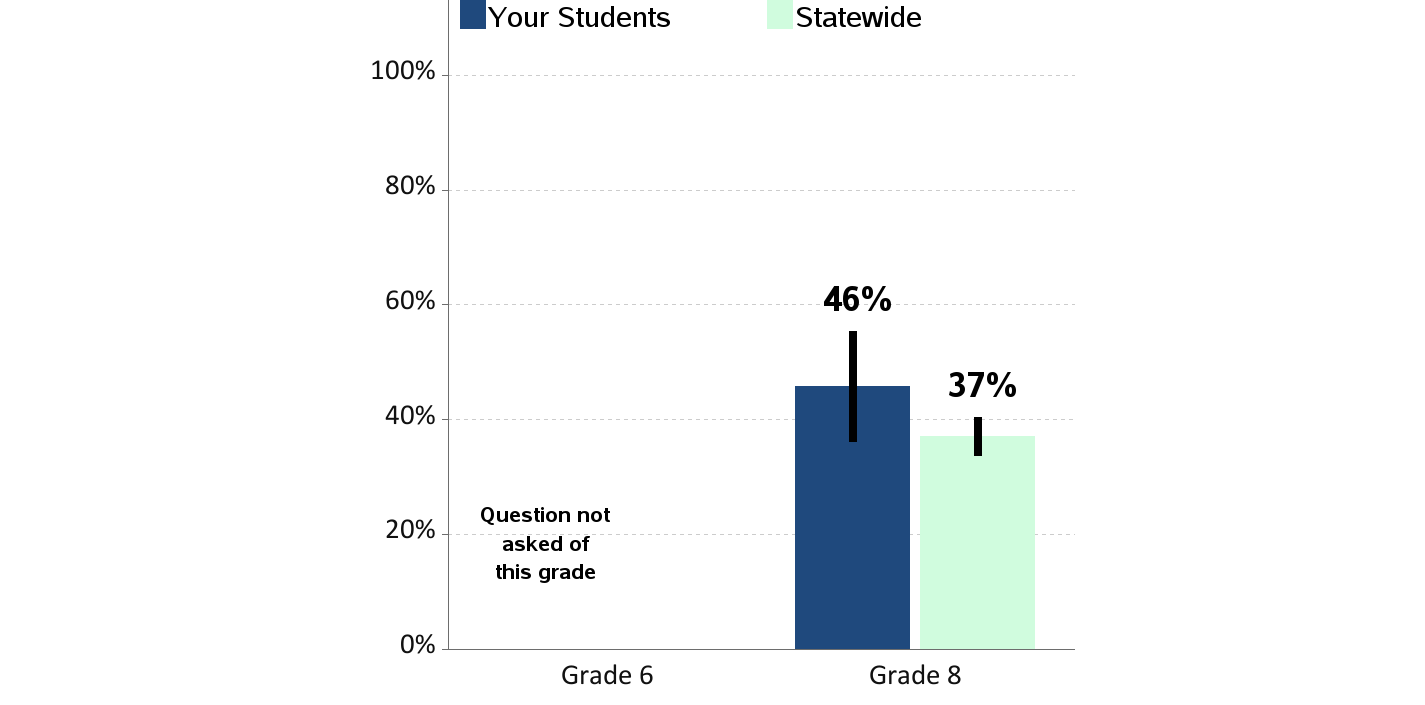 Your Students Statewide
100%
80%
60%
46%
37%
40%
Question not
asked of
this grade
20%
0%
Grade 6 Grade 8